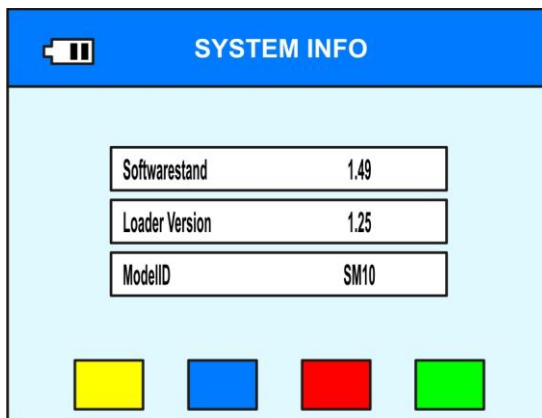 SYSTEM INFO
Softwarestand 1.49
Loader Version 1.25
ModelID SM10